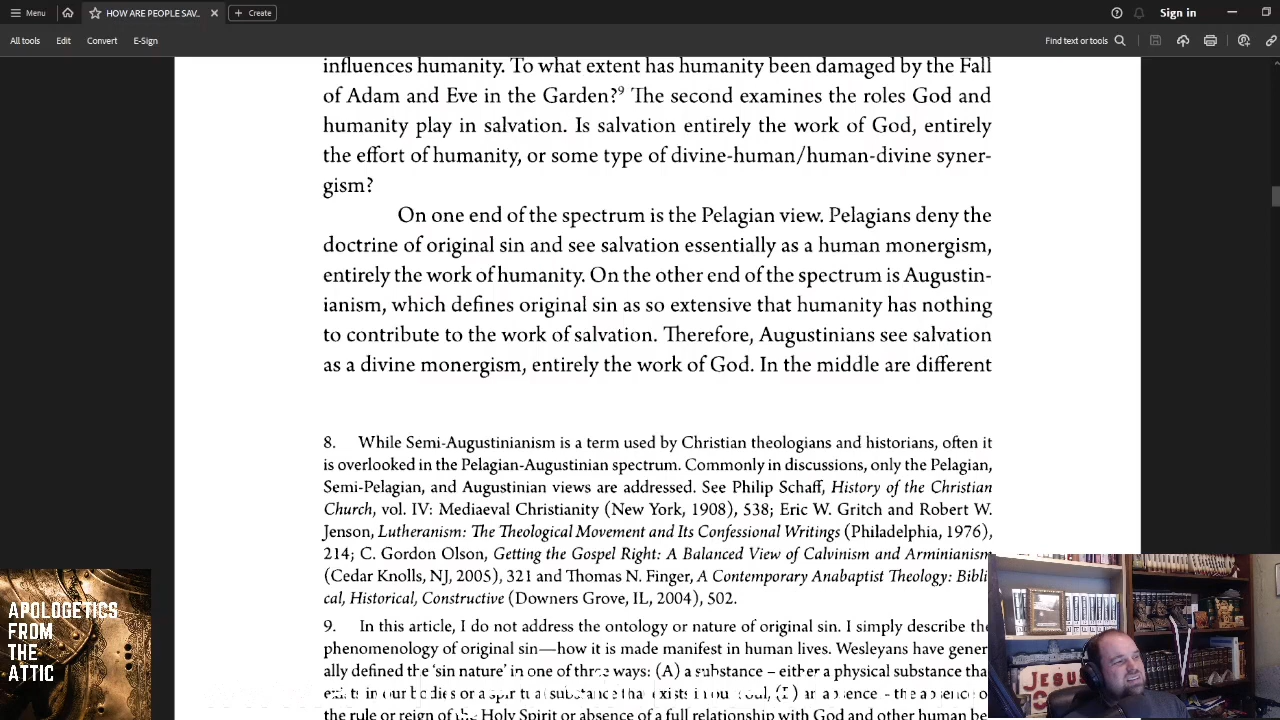 Menu
HOW ARE PEOPLE SAV...
Create
Sign in
All tools
Edit
Convert
E-Sign
Find text or tools
influences humanity. To what extent has humanity been damaged by the Fall
of Adam and Eve in the Garden?⁹ The second examines the roles God and
humanity play in salvation. Is salvation entirely the work of God, entirely
the effort of humanity, or some type of divine-human/human-divine syner-
gism?
On one end of the spectrum is the Pelagian view. Pelagians deny the
doctrine of original sin and see salvation essentially as a human monergism,
entirely the work of humanity. On the other end of the spectrum is Augustin-
ianism, which defines original sin as so extensive that humanity has nothing
to contribute to the work of salvation. Therefore, Augustinians see salvation
as a divine monergism, entirely the work of God. In the middle are different
8. While Semi-Augustinianism is a term used by Christian theologians and historians, often it
is overlooked in the Pelagian-Augustinian spectrum. Commonly in discussions, only the Pelagian,
Semi-Pelagian, and Augustinian views are addressed. See Philip Schaff, History of the Christian
Church, vol. IV: Mediaeval Christianity (New York, 1908), 538; Eric W. Gritch and Robert W.
Jenson, Lutheranism: The Theological Movement and Its Confessional Writings (Philadelphia, 1976),
214; C. Gordon Olson, Getting the Gospel Right: A Balanced View of Calvinism and Arminianism
(Cedar Knolls, NJ, 2005), 321 and Thomas N. Finger, A Contemporary Anabaptist Theology: Bibli
cal, Historical, Constructive (Downers Grove, IL, 2004), 502.
9. In this article, I do not address the ontology or nature of original sin. I simply describe the
phenomenology of original sin—how it is made manifest in human lives. Wesleyans have gener
ally defined the 'sin nature' in one of three ways: (A) a substance – either a physical substance that
in our bodies or a substance that exists in our soul, an absence - the absence
the rule or reign of the Holy Spirit or absence of a full relationship with God and other human be
APOLOGETICS
FROM
THE
ATTIC
JESUS